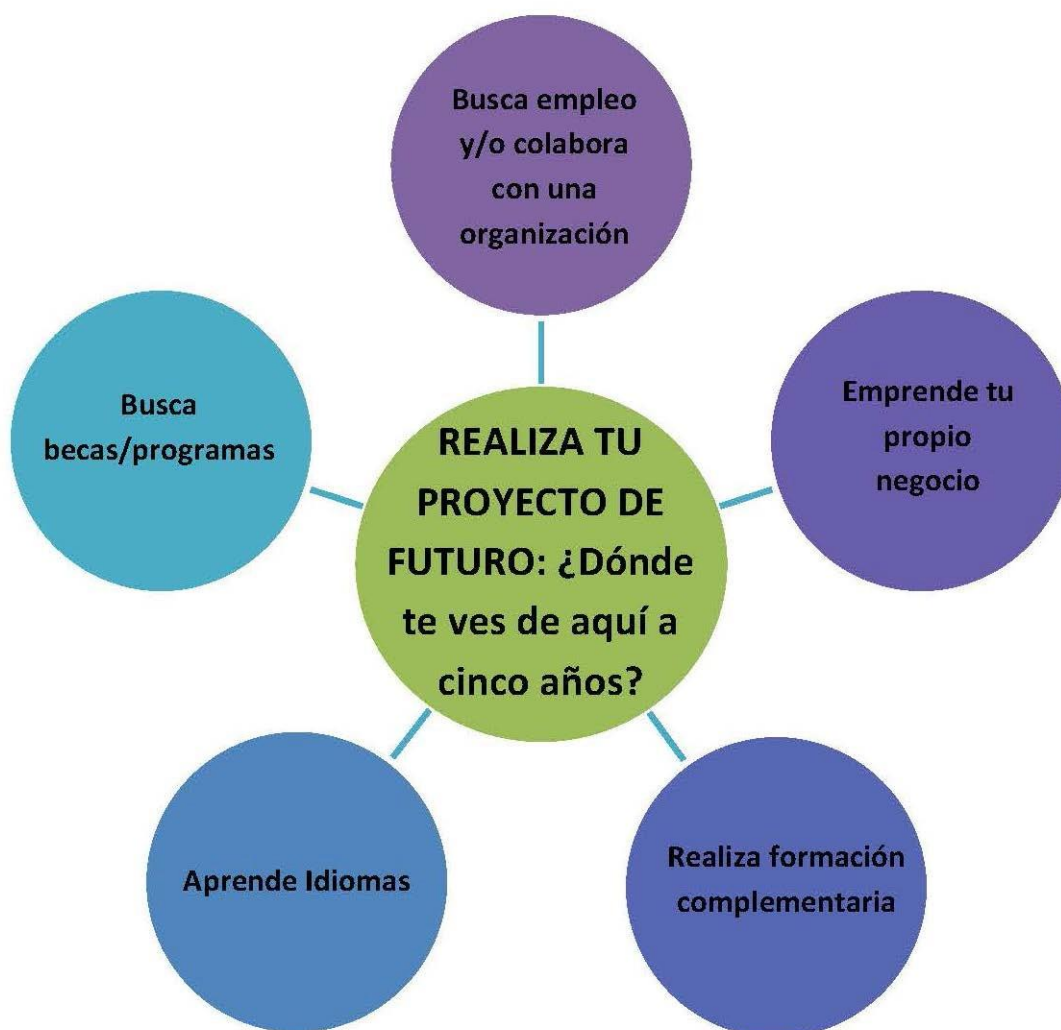 Busca empleo
y/o colabora
con una
organización
Emprende tu
propio
negocio
Realiza formación
complementaria
Aprende Idiomas
Busca
becas/programas
REALIZA TU
PROYECTO DE
FUTURO: ¿Dónde
te ves de aquí a
cinco años?